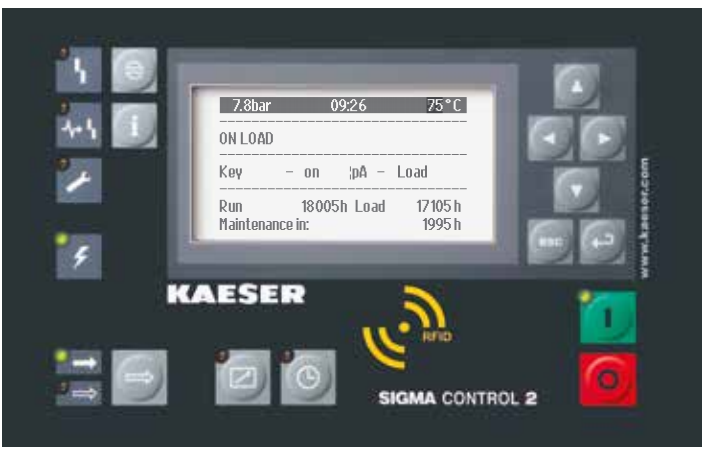 7.8bar 09:26 75°C
ON LOAD
Key - on ¦pA - Load
Run 18005h Load 17105h
Maintenance in: 1995h
esc
www.kaeser.com
KAESER
RFID
I
O
SIGMA CONTROL 2
i